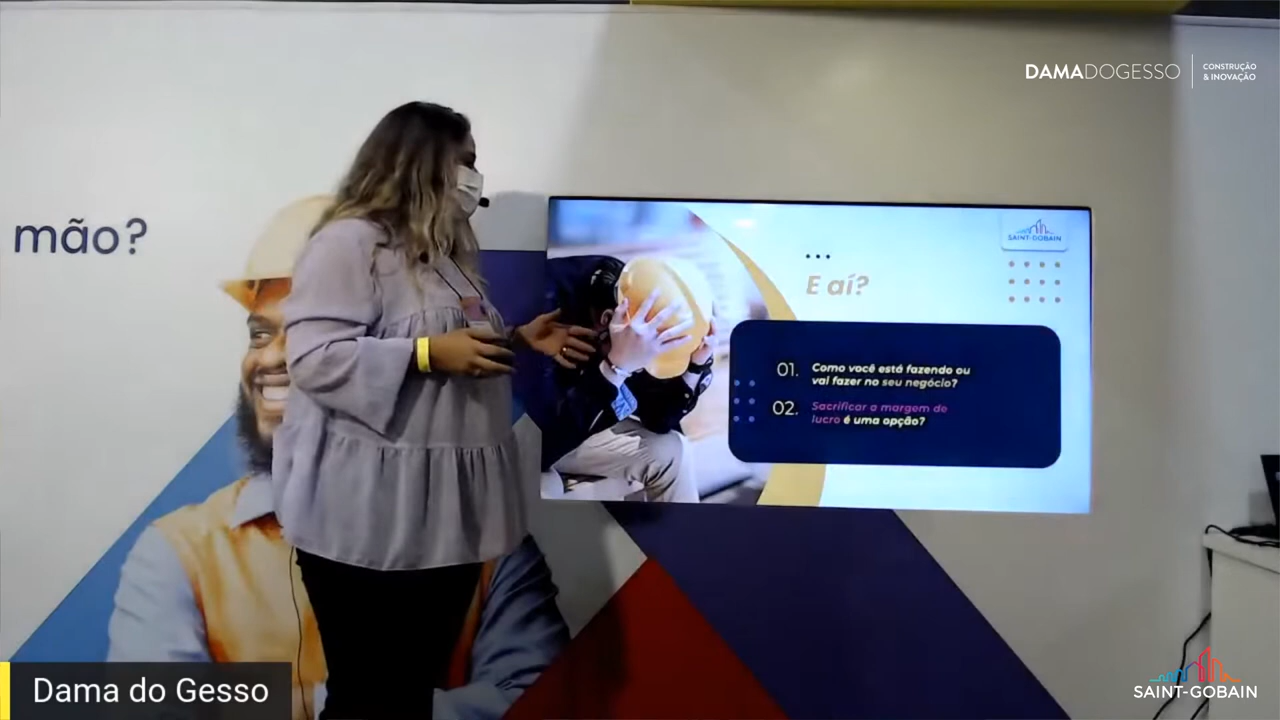 DAMADOGESSO
CONSTRUÇÃO
& INOVAÇÃO
mão?
SAINT-GOBAIN
E aí?
01. Como você está fazendo ou
vai fazer no seu negócio?
02. Sacrificar a margem de
lucro é uma opção?
Dama do Gesso
SAINT-GOBAIN